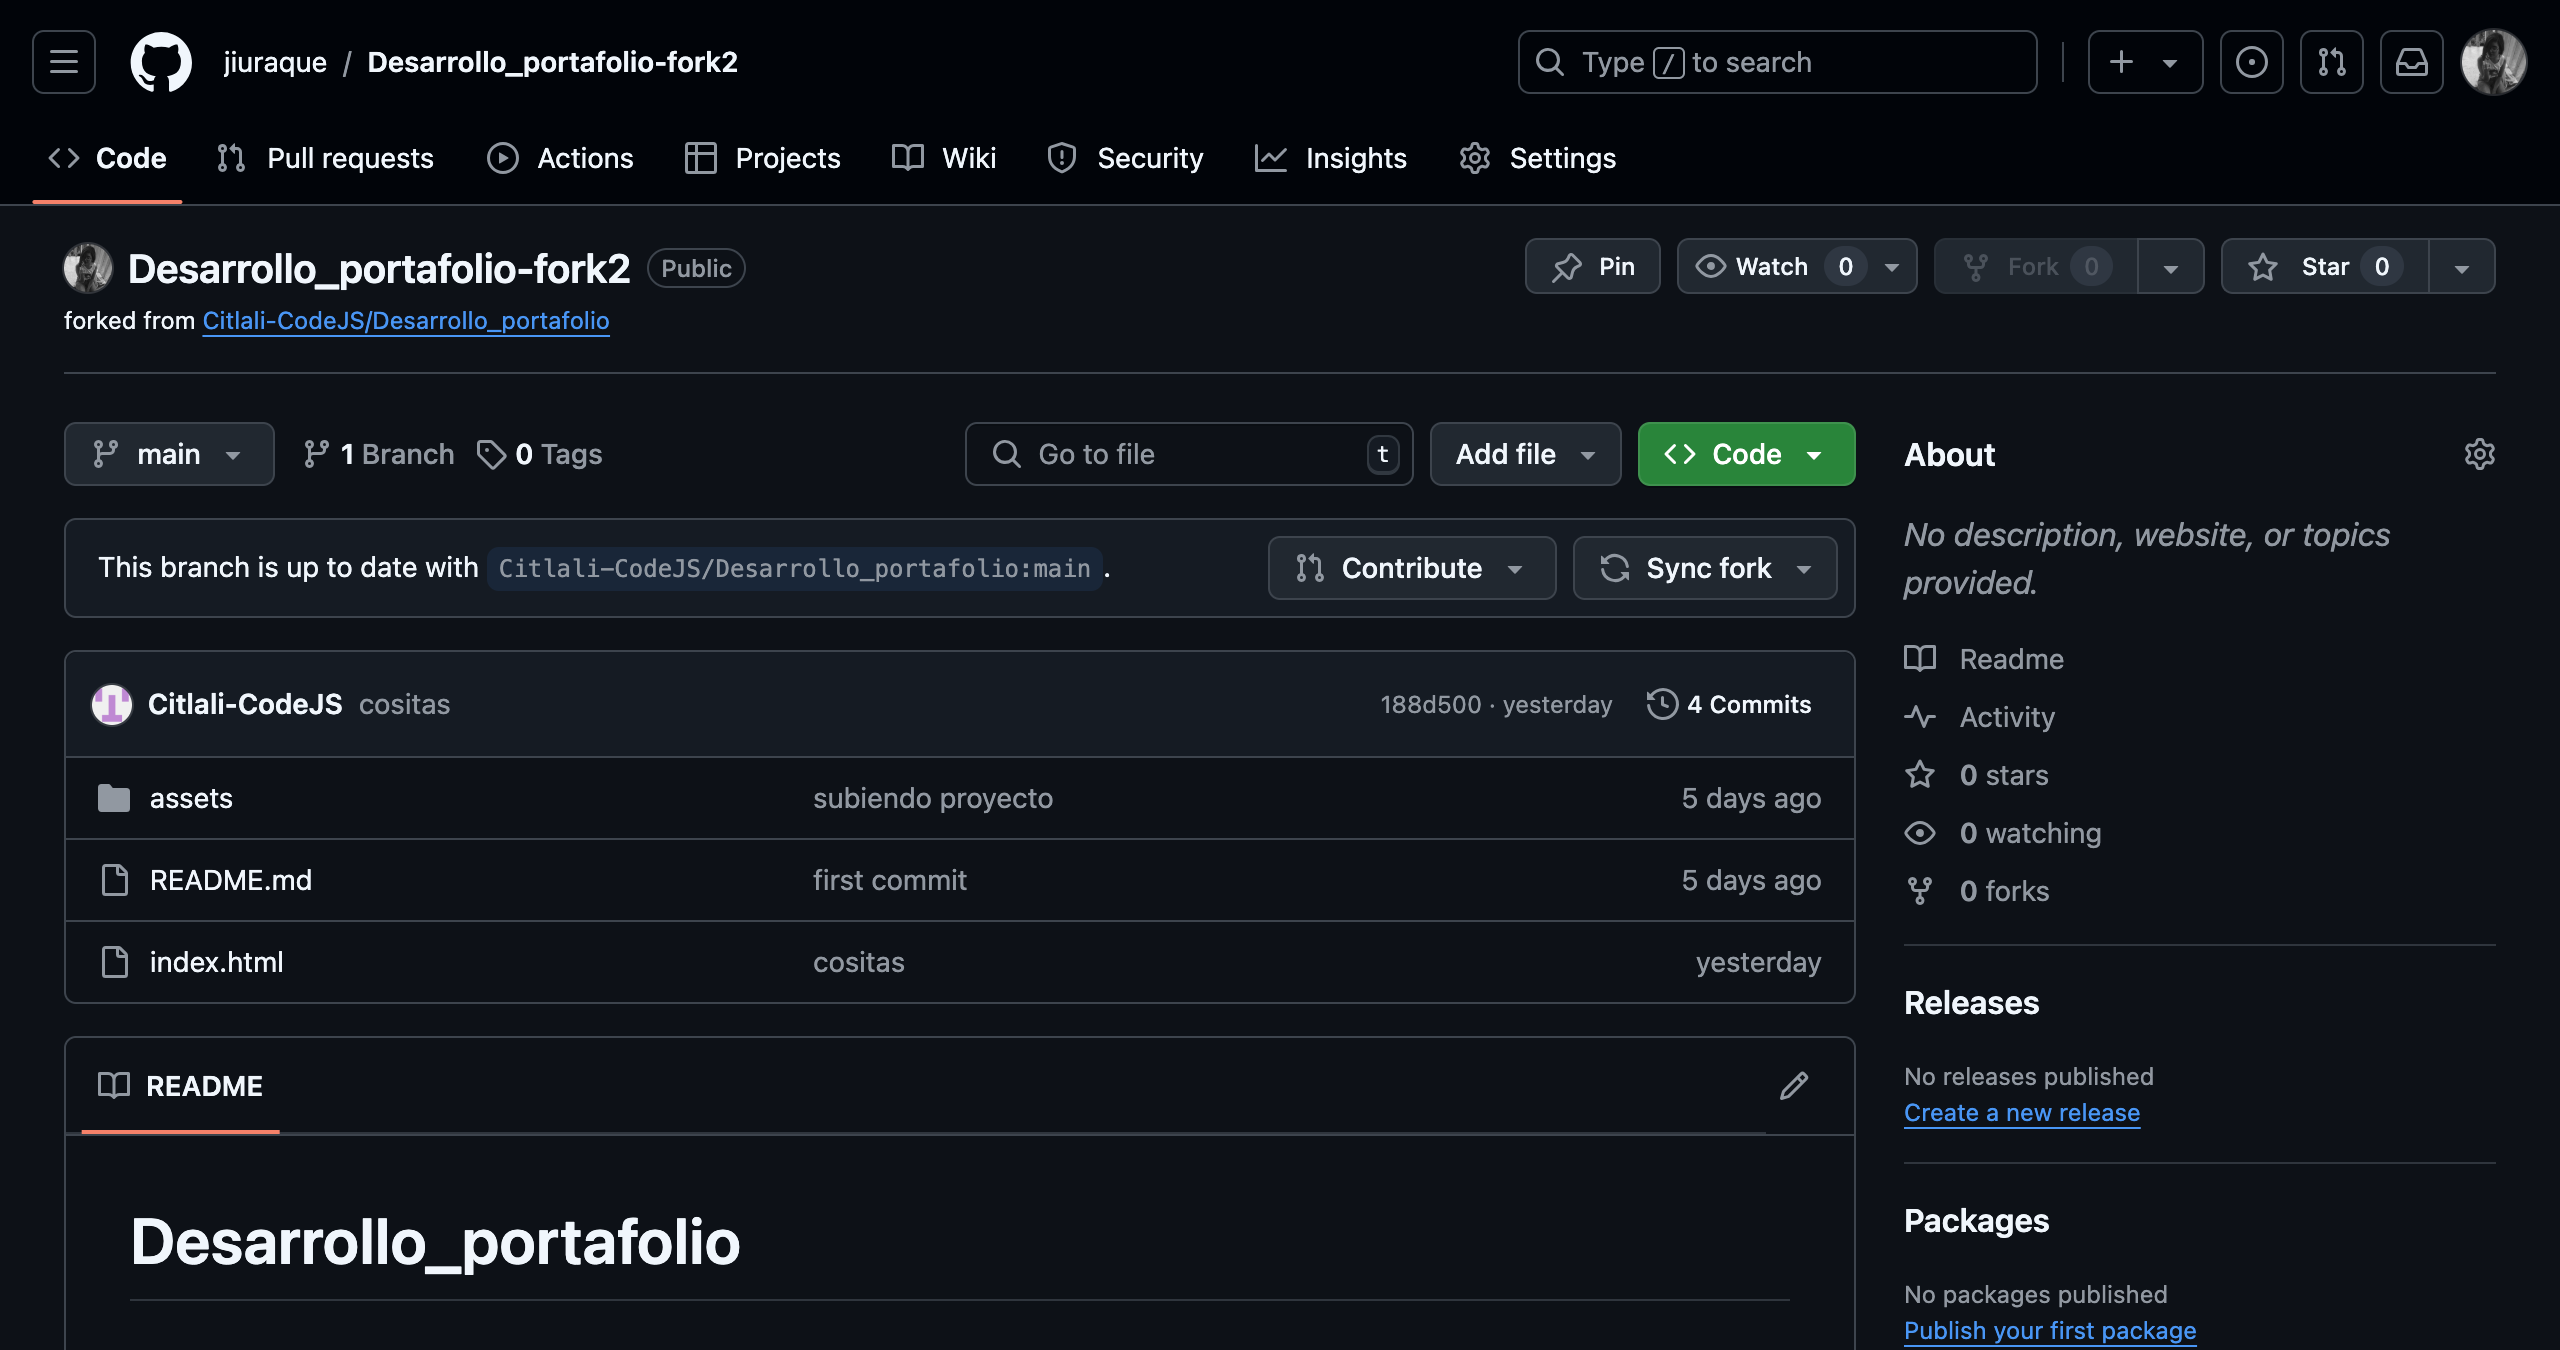 jiuraque / Desarrollo_portafolio-fork2
Type / to search
Code Pull requests Actions Projects Wiki Security Insights Settings
Desarrollo_portafolio-fork2 Public
Pin Watch 0 Fork 0 Star 0
forked from Citlali-CodeJS/Desarrollo_portafolio
main 1 Branch 0 Tags Go to file t Add file Code
This branch is up to date with Citlali-CodeJS/Desarrollo_portafolio:main .
Contribute Sync fork
Citlali-CodeJS cositas 188d500 · yesterday 4 Commits
assets subiendo proyecto 5 days ago
README.md first commit 5 days ago
index.html cositas yesterday
README
Desarrollo_portafolio
About
No description, website, or topics
provided.
Readme
Activity
0 stars
0 watching
0 forks
Releases
No releases published
Create a new release
Packages
No packages published
Publish your first package